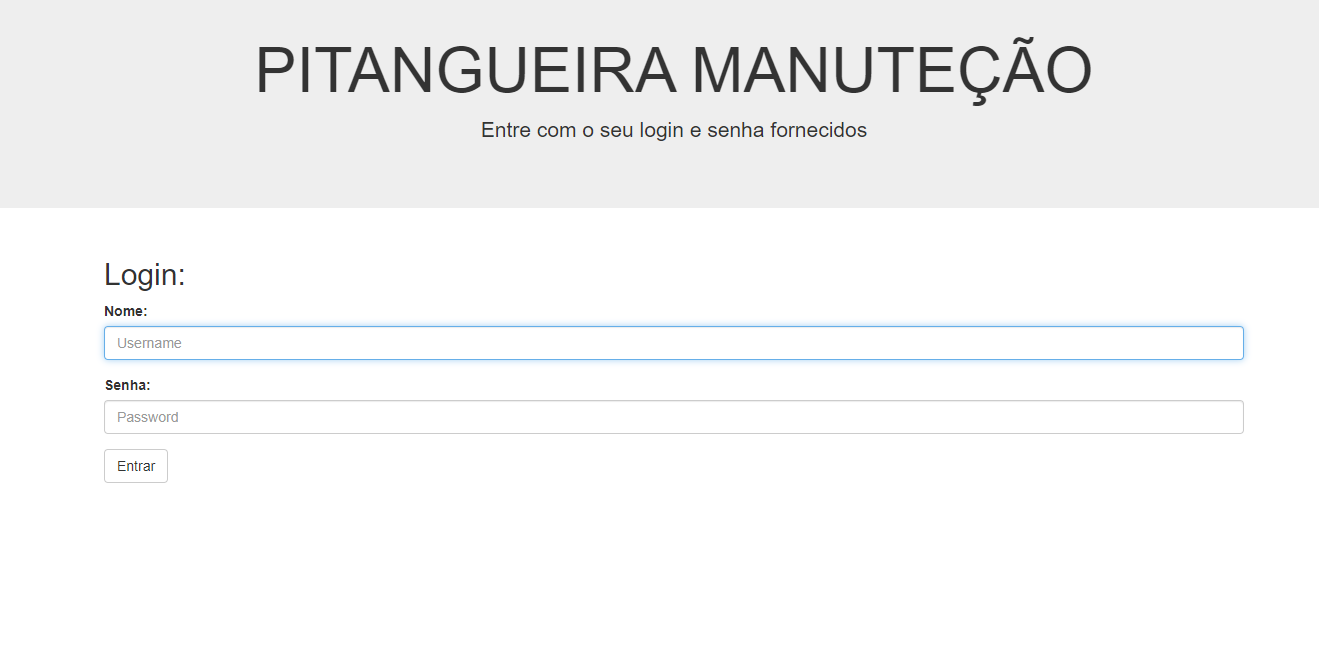 PITANGUEIRA MANUTEÇÃO
Entre com o seu login e senha fornecidos
Login:
Nome:
Username
Senha:
Password
Entrar